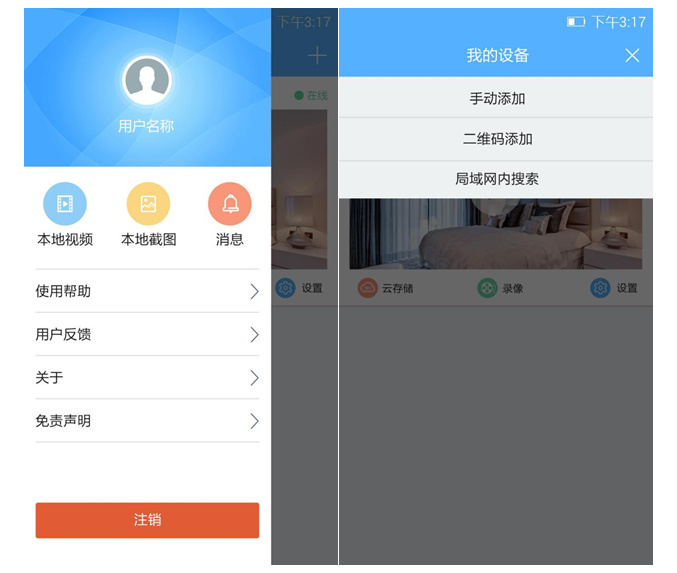 下午3:17
在线
用户名称
本地视频
本地截图
消息
使用帮助
用户反馈
关于
免责声明
注销
设置
下午3:17
我的设备
手动添加
二维码添加
局域网内搜索
云存储
录像
设置